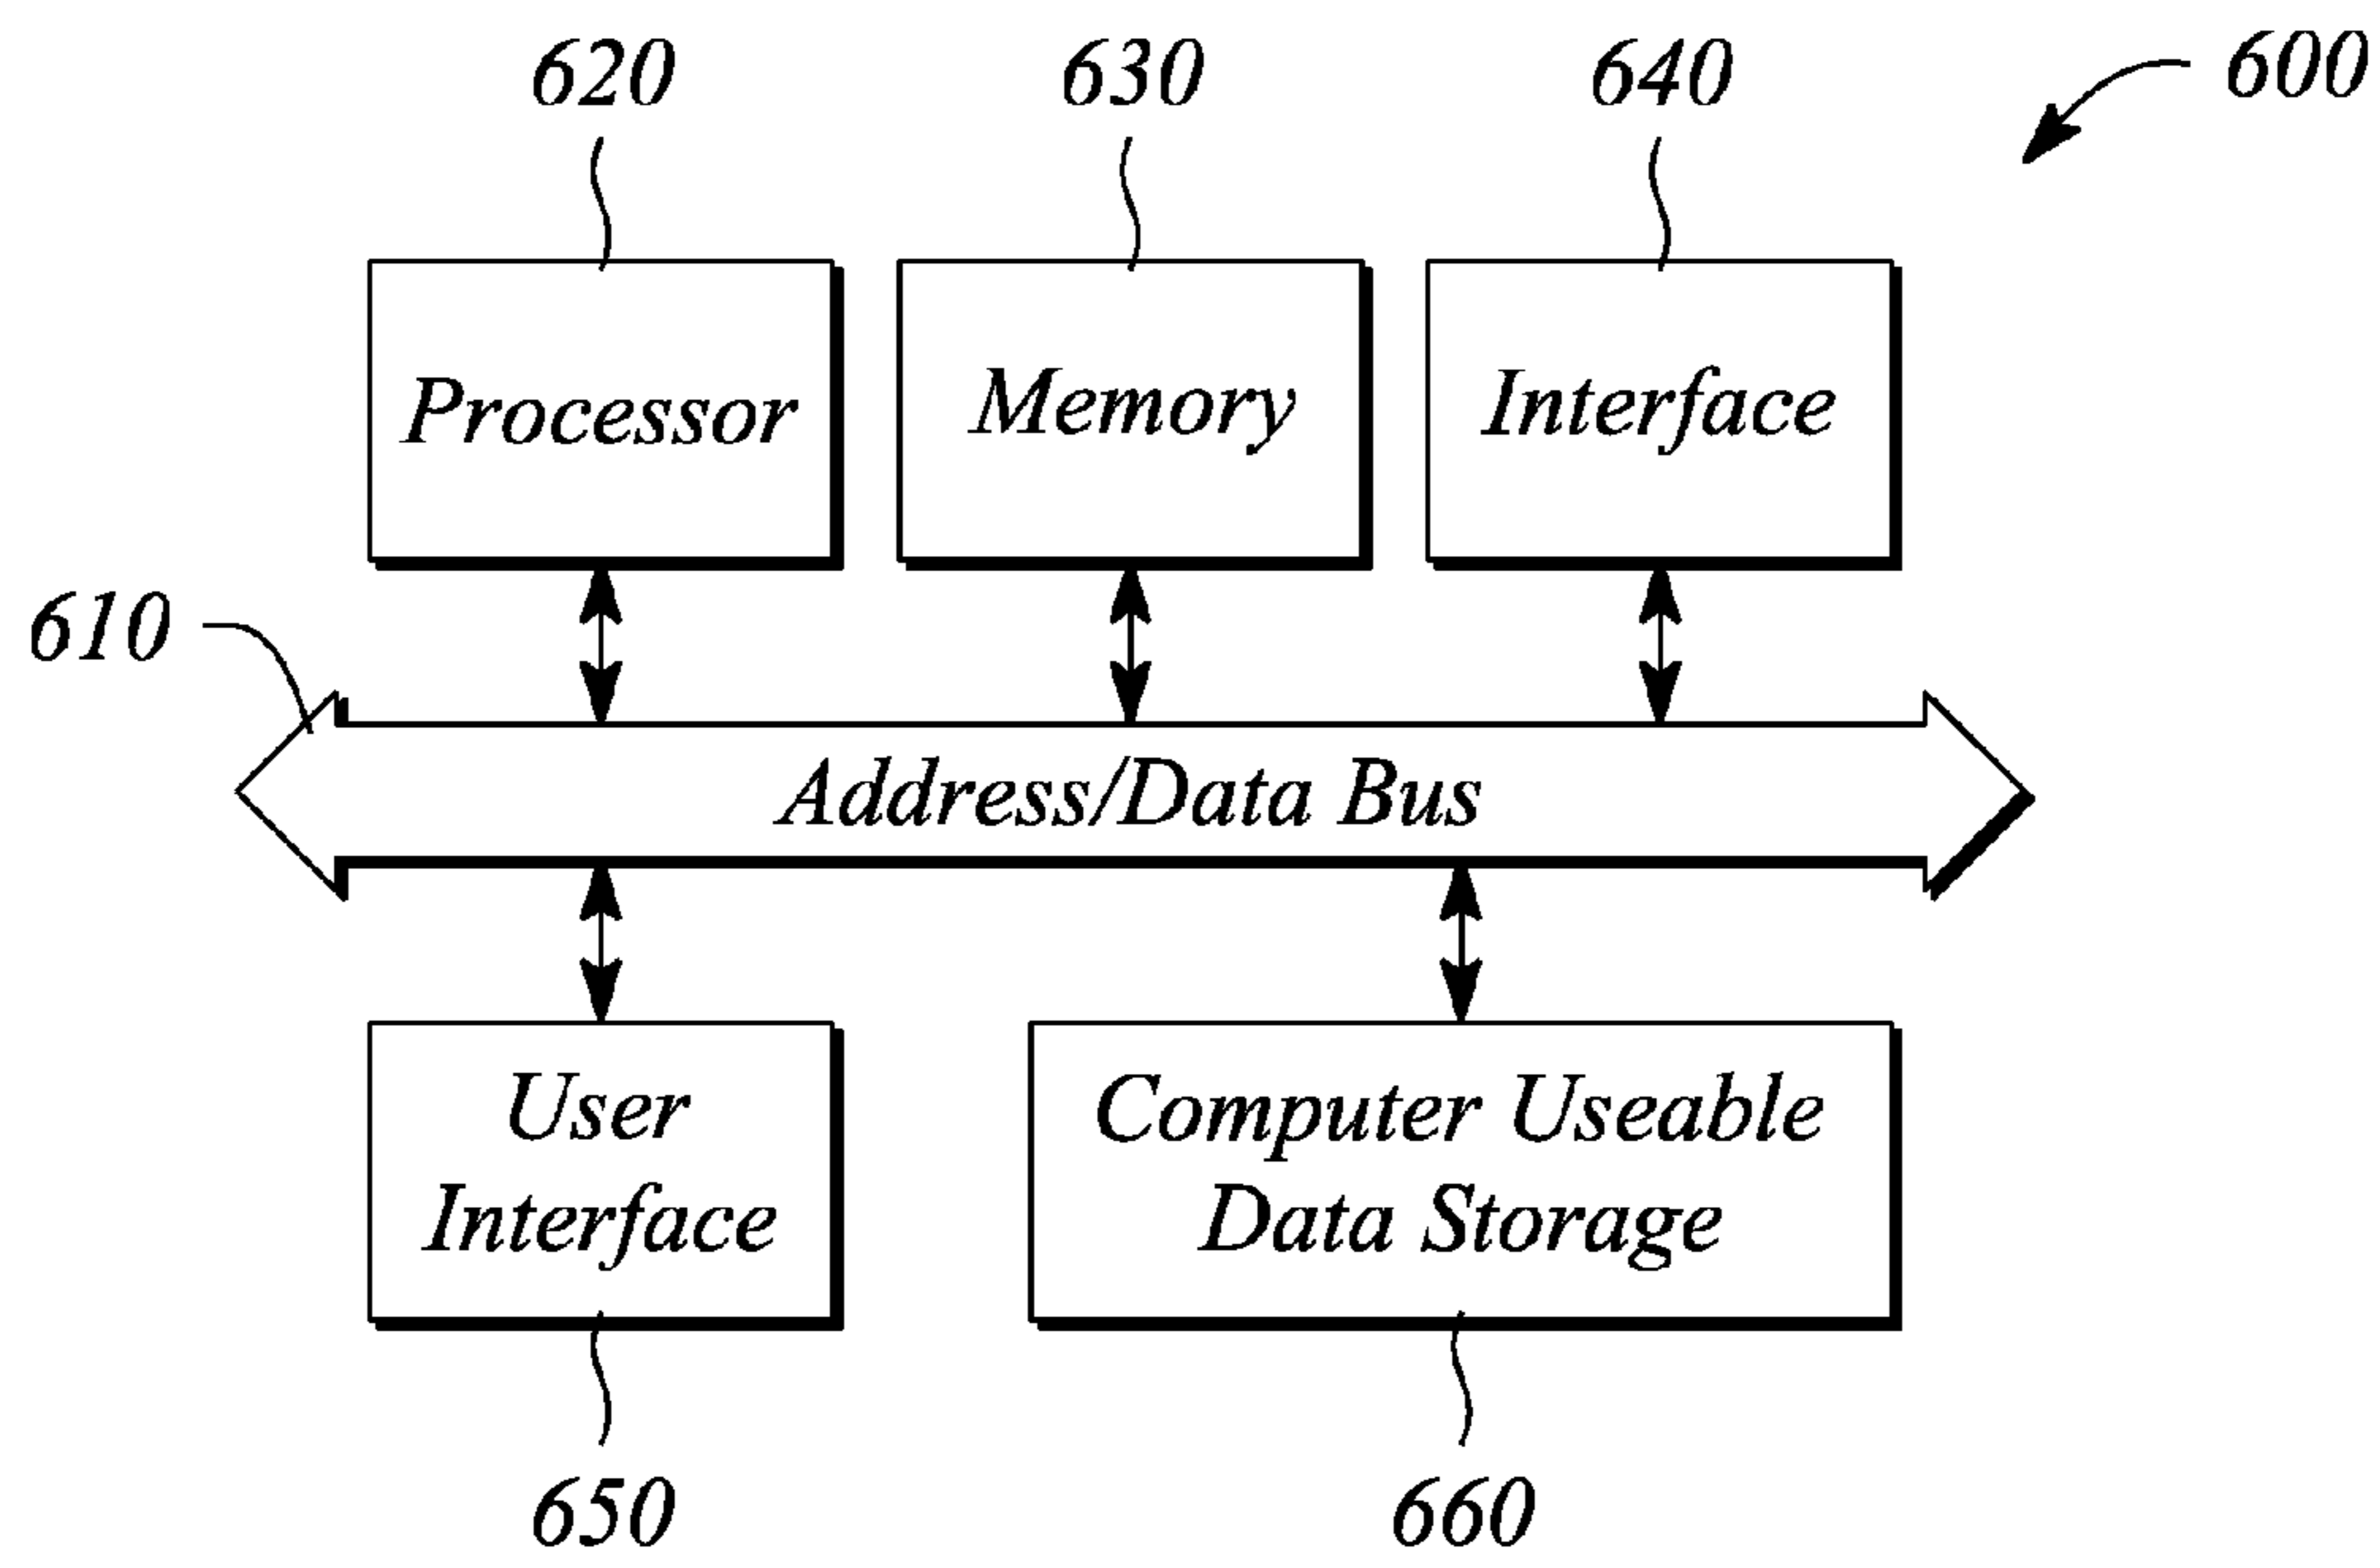 620
630
640
600
Processor
Memory
Interface
610
Address/Data Bus
User
Interface
Computer Useable
Data Storage
650
660